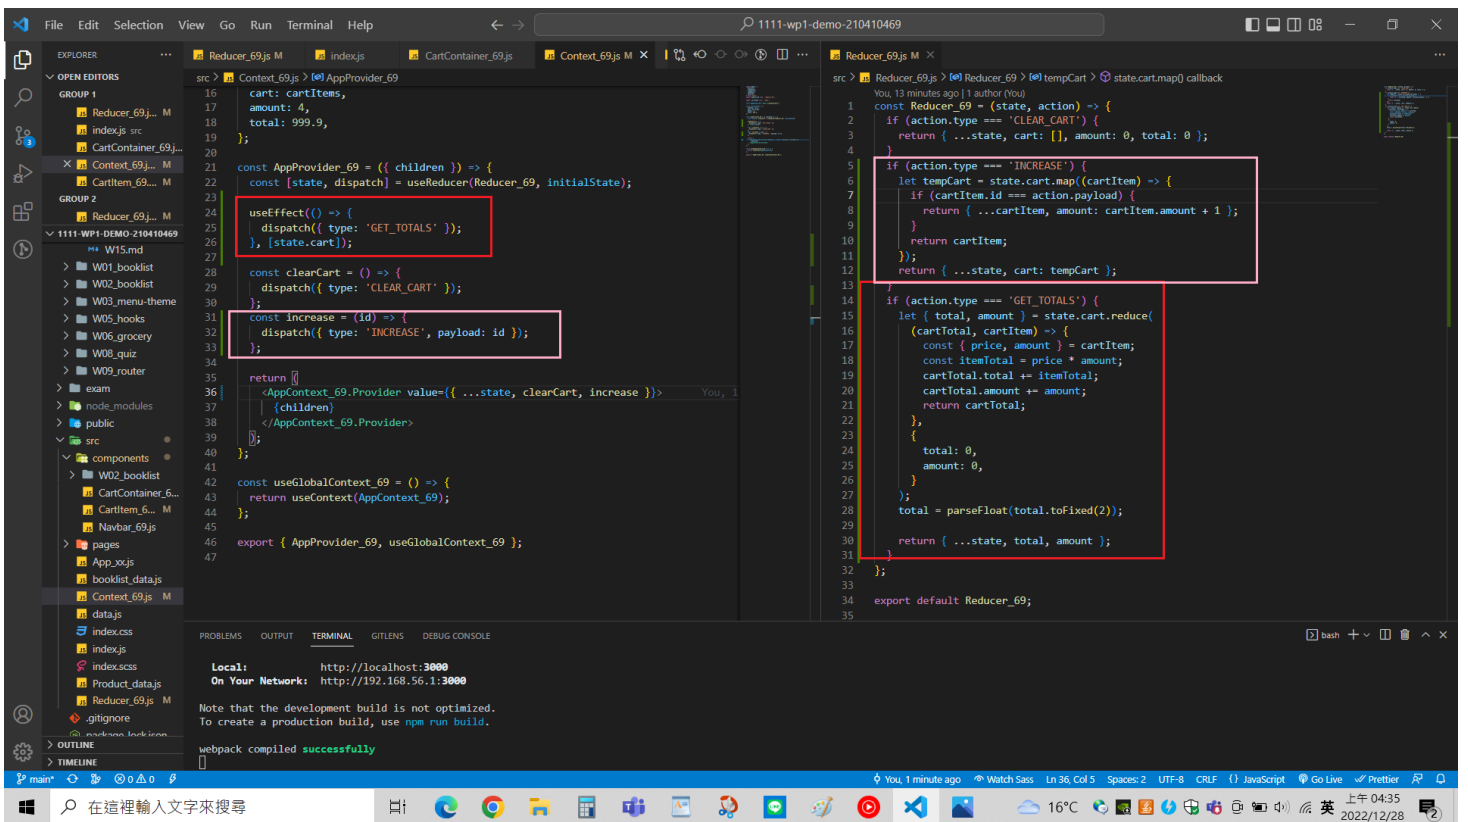 File Edit Selection View Go Run Terminal Help
1111-wp1-demo-210410469
EXPLORER
OPEN EDITORS
GROUP 1
Reducer_69.j... M
index.js src
CartContainer_69.j...
Context_69.j... M
CartItem_69.... M
GROUP 2
Reducer_69.j... M
1111-WP1-DEMO-210410469
W15.md
W01_booklist
W02_booklist
W03_menu-theme
W05_hooks
W06_grocery
W08_quiz
W09_router
exam
node_modules
public
src
components
W02_booklist
CartContainer_6...
CartItem_6... M
Navbar_69.js
pages
App_xx.js
booklist_data.js
Context_69.js M
data.js
index.css
index.js
index.scss
Product_data.js
Reducer_69.js M
.gitignore
package-lock.json
OUTLINE
TIMELINE
Reducer_69.js M index.js CartContainer_69.js Context_69.js M
src > Context_69.js > AppProvider_69
16 cart: cartItems,
17 amount: 4,
18 total: 999.9,
19 };
20
21 const AppProvider_69 = ({ children }) => {
22 const [state, dispatch] = useReducer(Reducer_69, initialState);
23
24 useEffect(() => {
25 dispatch({ type: 'GET_TOTALS' });
26 }, [state.cart]);
27
28 const clearCart = () => {
29 dispatch({ type: 'CLEAR_CART' });
30 };
31 const increase = (id) => {
32 dispatch({ type: 'INCREASE', payload: id });
33 };
34
35 return (
36 <AppContext_69.Provider value={{ ...state, clearCart, increase }}> You, 1
37 {children}
38 </AppContext_69.Provider>
39 );
40 };
41
42 const useGlobalContext_69 = () => {
43 return useContext(AppContext_69);
44 };
45
46 export { AppProvider_69, useGlobalContext_69 };
47
Reducer_69.js M
src > Reducer_69.js > Reducer_69 > tempCart > state.cart.map() callback
You, 13 minutes ago | 1 author (You)
1 const Reducer_69 = (state, action) => {
2 if (action.type === 'CLEAR_CART') {
3 return { ...state, cart: [], amount: 0, total: 0 };
4 }
5 if (action.type === 'INCREASE') {
6 let tempCart = state.cart.map((cartItem) => {
7 if (cartItem.id === action.payload) {
8 return { ...cartItem, amount: cartItem.amount + 1 };
9 }
10 return cartItem;
11 });
12 return { ...state, cart: tempCart };
13 }
14 if (action.type === 'GET_TOTALS') {
15 let { total, amount } = state.cart.reduce(
16 (cartTotal, cartItem) => {
17 const { price, amount } = cartItem;
18 const itemTotal = price * amount;
19 cartTotal.total += itemTotal;
20 cartTotal.amount += amount;
21 return cartTotal;
22 },
23 {
24 total: 0,
25 amount: 0,
26 }
27 );
28 total = parseFloat(total.toFixed(2));
29
30 return { ...state, total, amount };
31 }
32 };
33
34 export default Reducer_69;
35
PROBLEMS OUTPUT TERMINAL GITLENS DEBUG CONSOLE
bash
Local: http://localhost:3000
On Your Network: http://192.168.56.1:3000
Note that the development build is not optimized.
To create a production build, use npm run build.
webpack compiled successfully
main* 0 0 You, 1 minute ago Watch Sass Ln 36, Col 5 Spaces: 2 UTF-8 CRLF {} JavaScript Go Live Prettier
在這裡輸入文字來搜尋 16°C 英 上午 04:35
2022/12/28